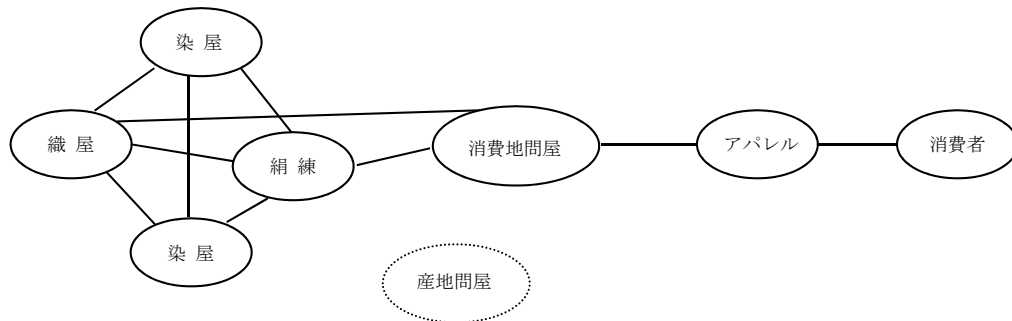 染 屋
織 屋
絹 練
消費地問屋
アパレル
消費者
染 屋
産地問屋